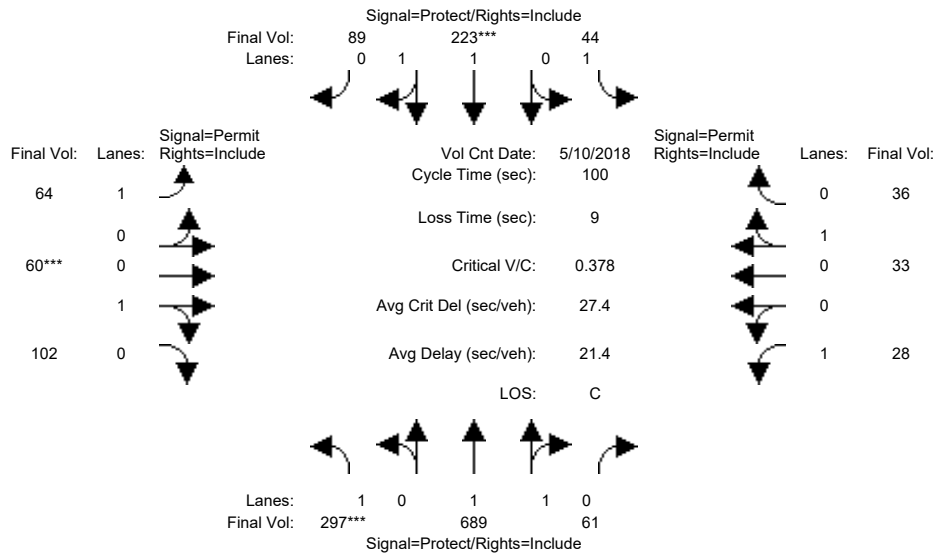 Signal=Protect/Rights=Include
Final Vol: 89 223*** 44
Lanes: 0 1 1 0 1
Signal=Permit
Final Vol: Lanes: Rights=Include
Vol Cnt Date: 5/10/2018
Signal=Permit
Rights=Include Lanes: Final Vol:
Cycle Time (sec): 100
64 1
0 36
Loss Time (sec): 9
0
1
60*** 0
Critical V/C: 0.378
0 33
1
Avg Crit Del (sec/veh): 27.4
0
102 0
Avg Delay (sec/veh): 21.4
1 28
LOS: C
Lanes: 1 0 1 1 0
Final Vol: 297*** 689 61
Signal=Protect/Rights=Include